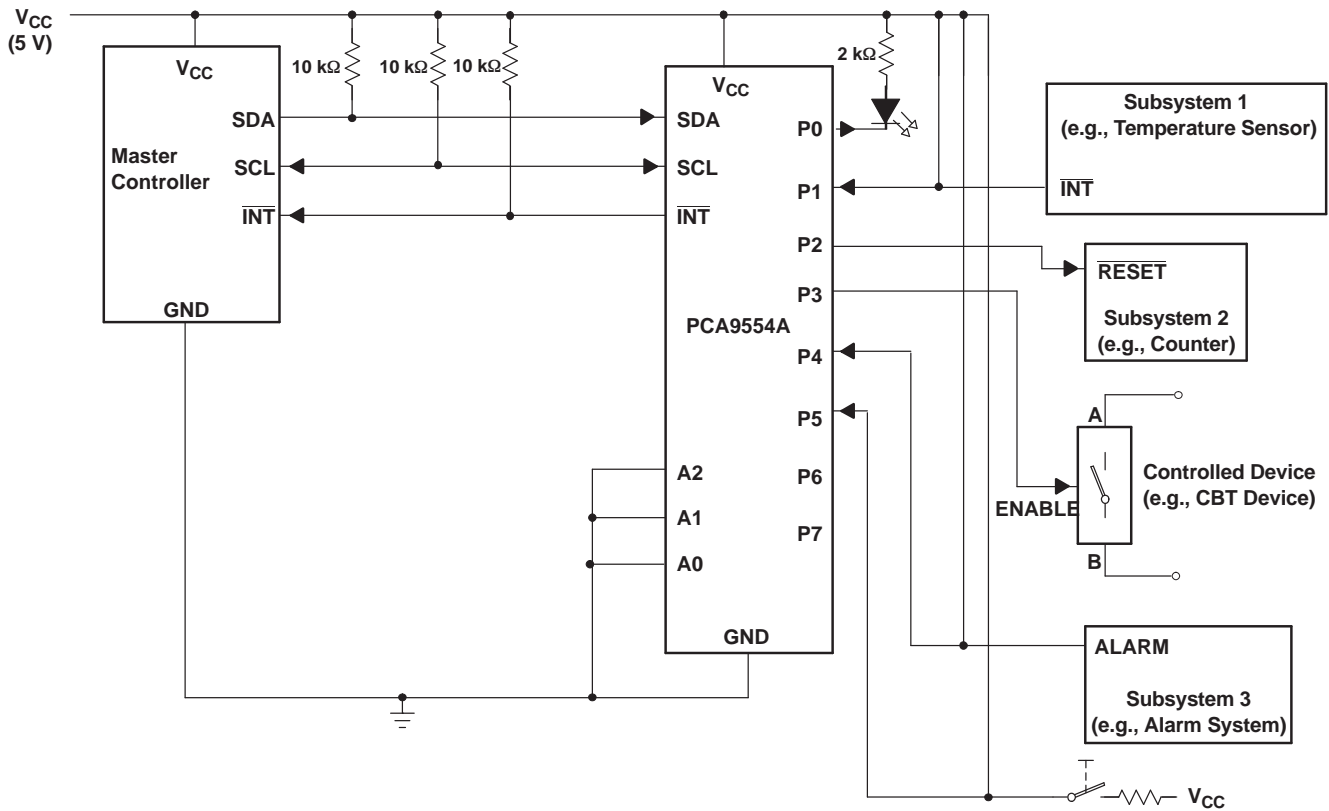 VCC
(5 V)
VCC
10 kΩ
10 kΩ
10 kΩ
VCC
2 kΩ
Master
Controller
SDA
SCL
INT
GND
SDA
SCL
INT
PCA9554A
A2
A1
A0
GND
P0
P1
P2
P3
P4
P5
P6
P7
Subsystem 1
(e.g., Temperature Sensor)
INT
RESET
Subsystem 2
(e.g., Counter)
A
ENABLE
B
Controlled Device
(e.g., CBT Device)
ALARM
Subsystem 3
(e.g., Alarm System)
VCC